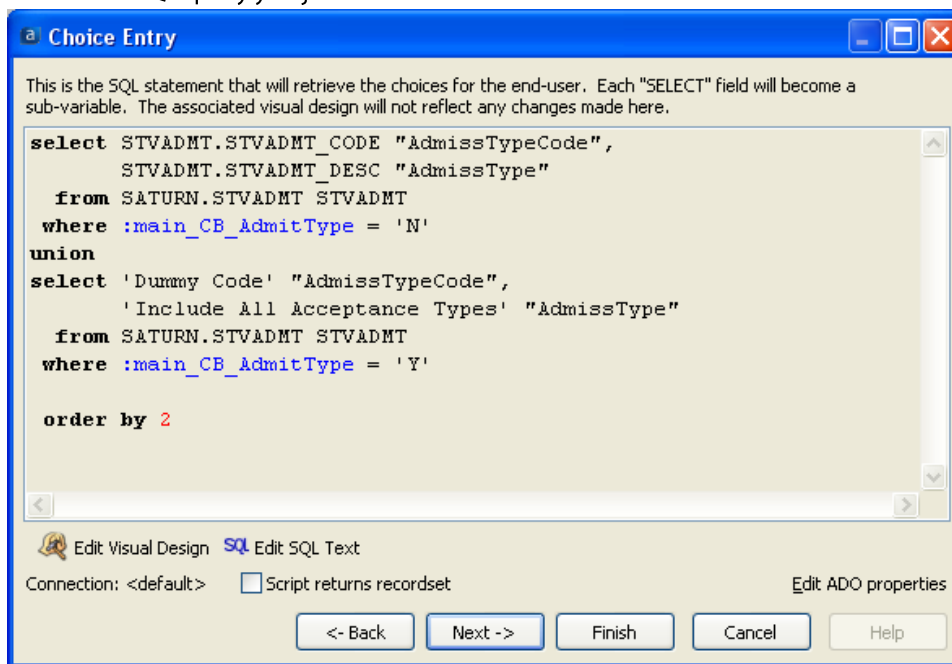 Choice Entry
This is the SQL statement that will retrieve the choices for the end-user. Each "SELECT" field will become a
sub-variable. The associated visual design will not reflect any changes made here.
select STVADMT.STVADMT_CODE "AdmissTypeCode",
STVADMT.STVADMT_DESC "AdmissType"
from SATURN.STVADMT STVADMT
where :main_CB_AdmitType = 'N'
union
select 'Dummy Code' "AdmissTypeCode",
'Include All Acceptance Types' "AdmissType"
from SATURN.STVADMT STVADMT
where :main_CB_AdmitType = 'Y'
order by 2
Edit Visual Design SQL Edit SQL Text
Connection: <default> Script returns recordset Edit ADO properties
<- Back Next -> Finish Cancel Help